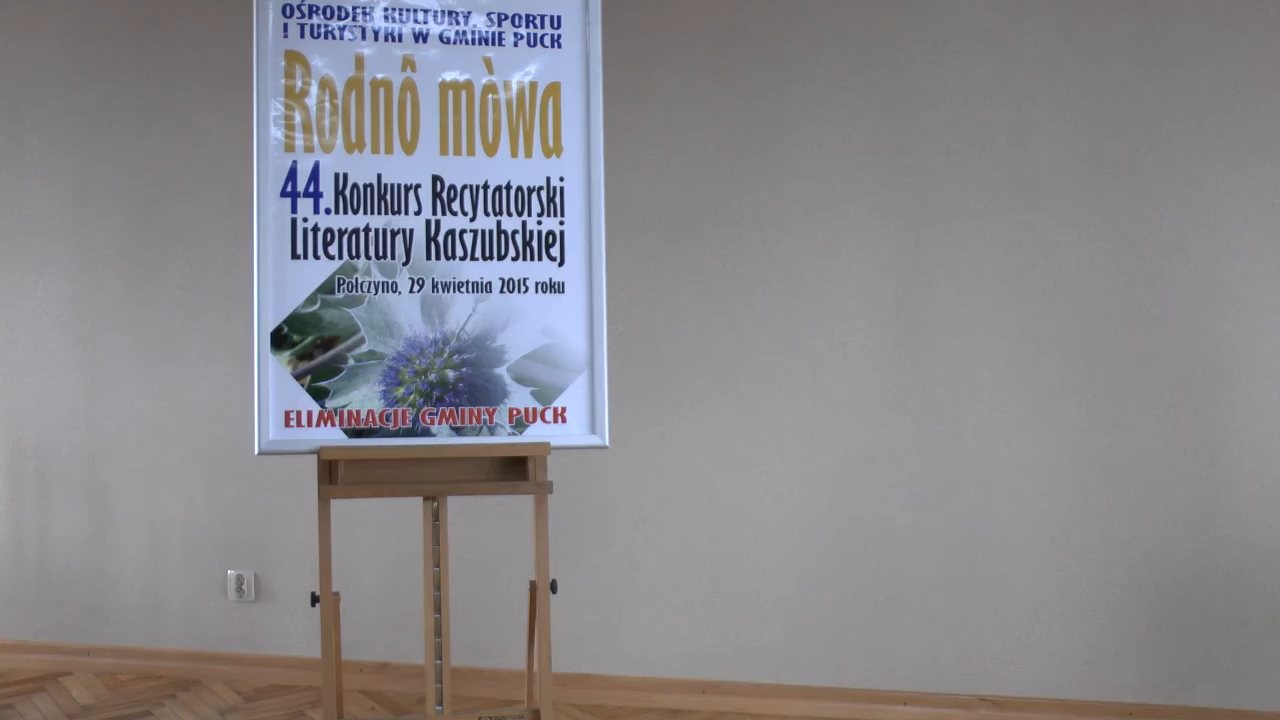 OŚRODEK KULTURY, SPORTU
I TURYSTYKI W GMINIE PUCK
Rodnô mòwa
44. Konkurs Recytatorski
Literatury Kaszubskiej
Połczyno, 29 kwietnia 2015 roku
ELIMINACJE GMINY PUCK